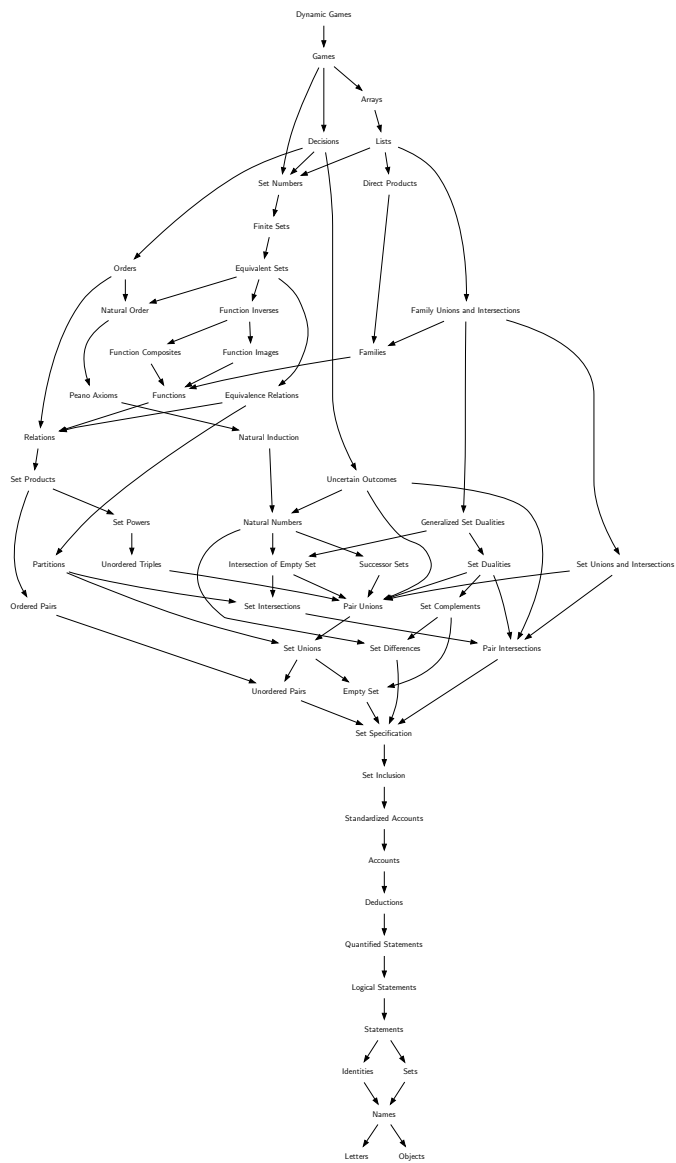 Dynamic Games
Games
Arrays
Decisions
Lists
Set Numbers
Direct Products
Finite Sets
Orders
Equivalent Sets
Natural Order
Function Inverses
Family Unions and Intersections
Function Composites
Function Images
Families
Peano Axioms
Functions
Equivalence Relations
Relations
Natural Induction
Set Products
Uncertain Outcomes
Set Powers
Natural Numbers
Generalized Set Dualities
Partitions
Unordered Triples
Intersection of Empty Set
Successor Sets
Set Dualities
Set Unions and Intersections
Ordered Pairs
Set Intersections
Pair Unions
Set Complements
Set Unions
Set Differences
Pair Intersections
Unordered Pairs
Empty Set
Set Specification
Set Inclusion
Standardized Accounts
Accounts
Deductions
Quantified Statements
Logical Statements
Statements
Identities
Sets
Names
Letters
Objects